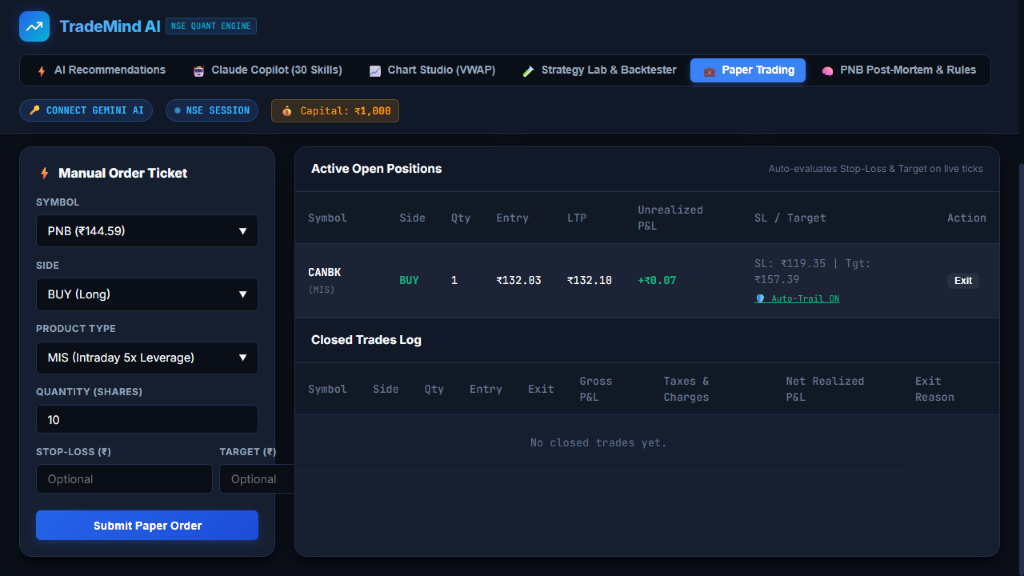 TradeMind AI NSE QUANT ENGINE
AI Recommendations Claude Copilot (30 Skills) Chart Studio (VWAP) Strategy Lab & Backtester Paper Trading PNB Post-Mortem & Rules
CONNECT GEMINI AI NSE SESSION Capital: ₹1,000
Manual Order Ticket
SYMBOL
PNB (₹144.59)
SIDE
BUY (Long)
PRODUCT TYPE
MIS (Intraday 5x Leverage)
QUANTITY (SHARES)
10
STOP-LOSS (₹) TARGET (₹)
Optional Optional
Submit Paper Order
Active Open Positions Auto-evaluates Stop-Loss & Target on live ticks
Symbol Side Qty Entry LTP Unrealized P&L SL / Target Action
CANBK
(MIS)
BUY 1 ₹132.03 ₹132.10 +₹0.07
SL: ₹119.35 | Tgt:
₹157.39
Auto-Trail ON
Exit
Closed Trades Log
Symbol Side Qty Entry Exit Gross P&L Taxes & Charges Net Realized P&L Exit Reason
No closed trades yet.